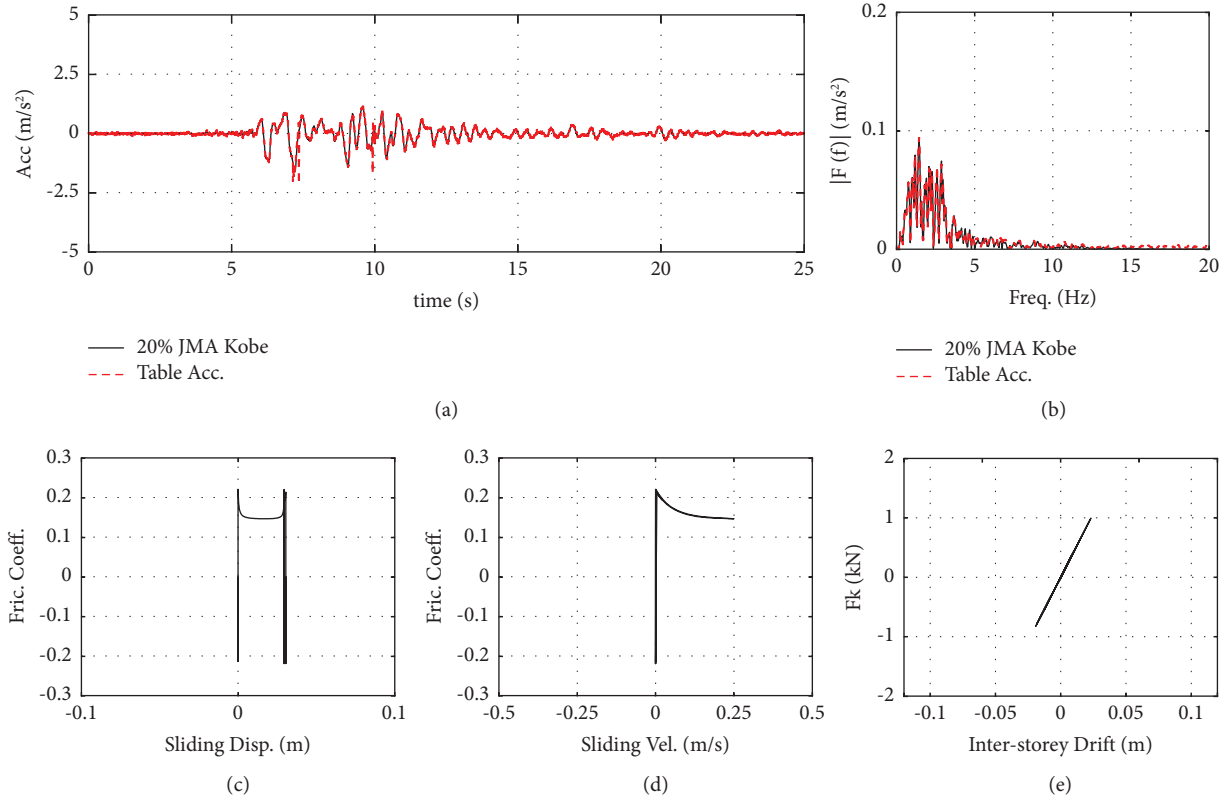 5
2.5
0
-2.5
-5
Acc (m/s²)
0 5 10 15 20 25
time (s)
20% JMA Kobe
Table Acc.
(a)
0.2
0.1
0
|F (f)| (m/s²)
0 5 10 15 20
Freq. (Hz)
20% JMA Kobe
Table Acc.
(b)
0.3
0.2
0.1
0
-0.1
-0.2
-0.3
Fric. Coeff.
-0.1 0 0.1
Sliding Disp. (m)
(c)
0.3
0.2
0.1
0
-0.1
-0.2
-0.3
Fric. Coeff.
-0.5 -0.25 0 0.25 0.5
Sliding Vel. (m/s)
(d)
2
1
0
-1
-2
Fk (kN)
-0.1 -0.05 0 0.05 0.1
Inter-storey Drift (m)
(e)